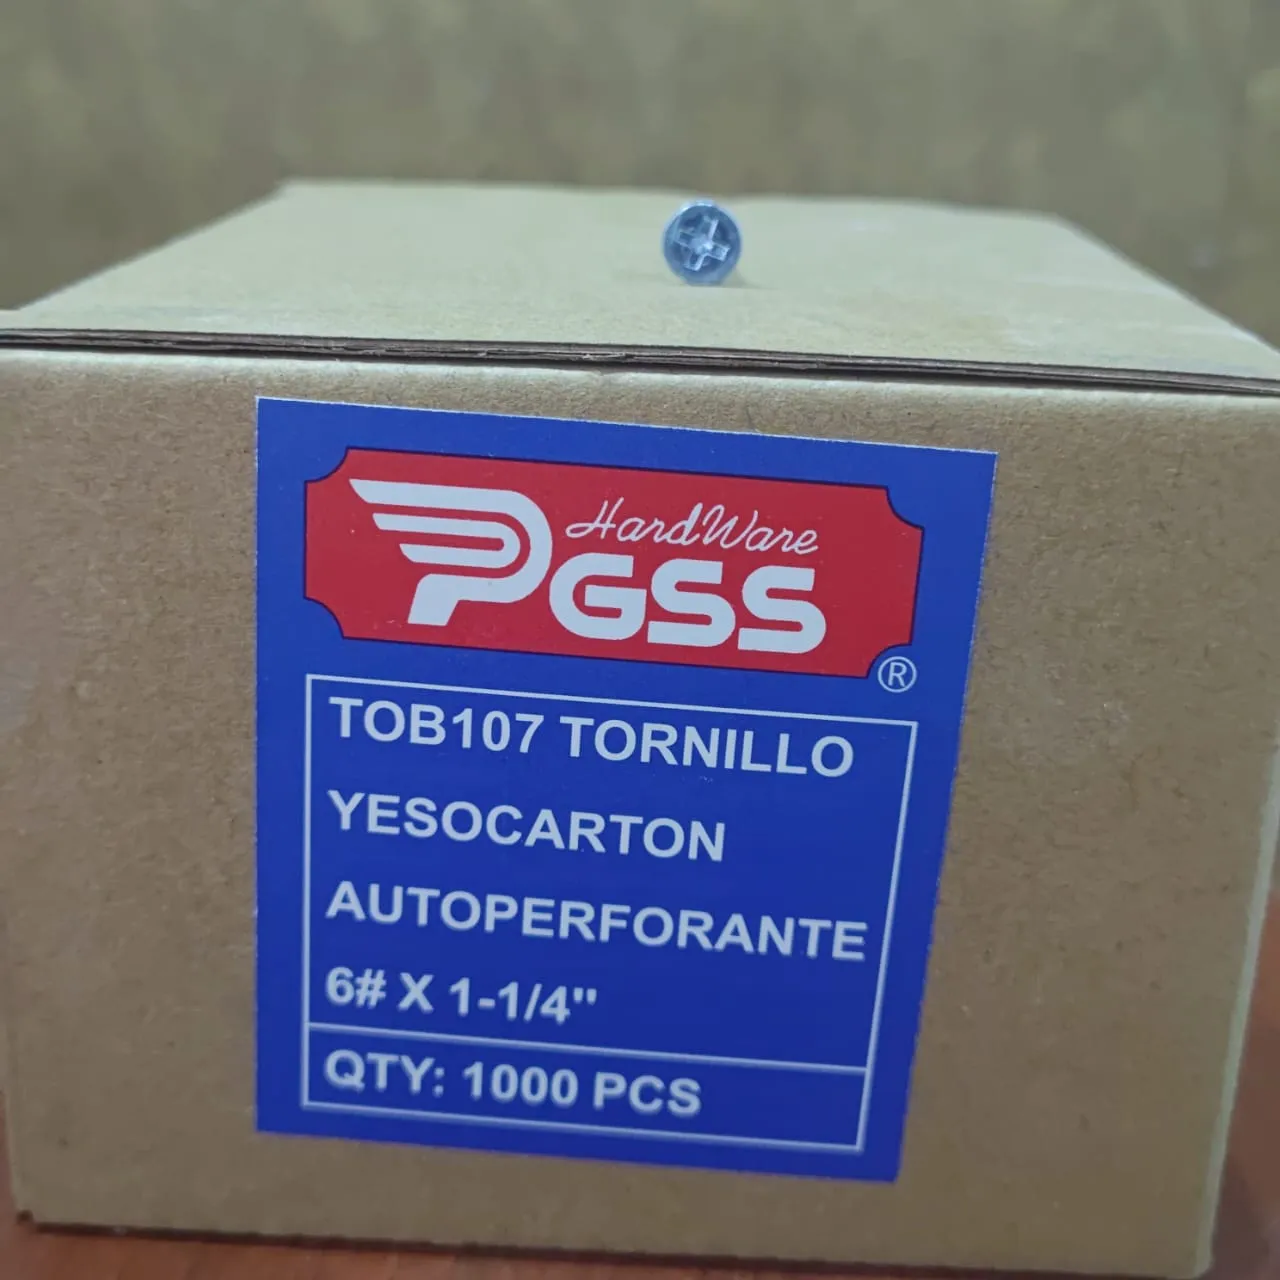 HardWare
PGSS
®
TOB107 TORNILLO
YESOCARTON
AUTOPERFORANTE
6# X 1-1/4"
QTY: 1000 PCS